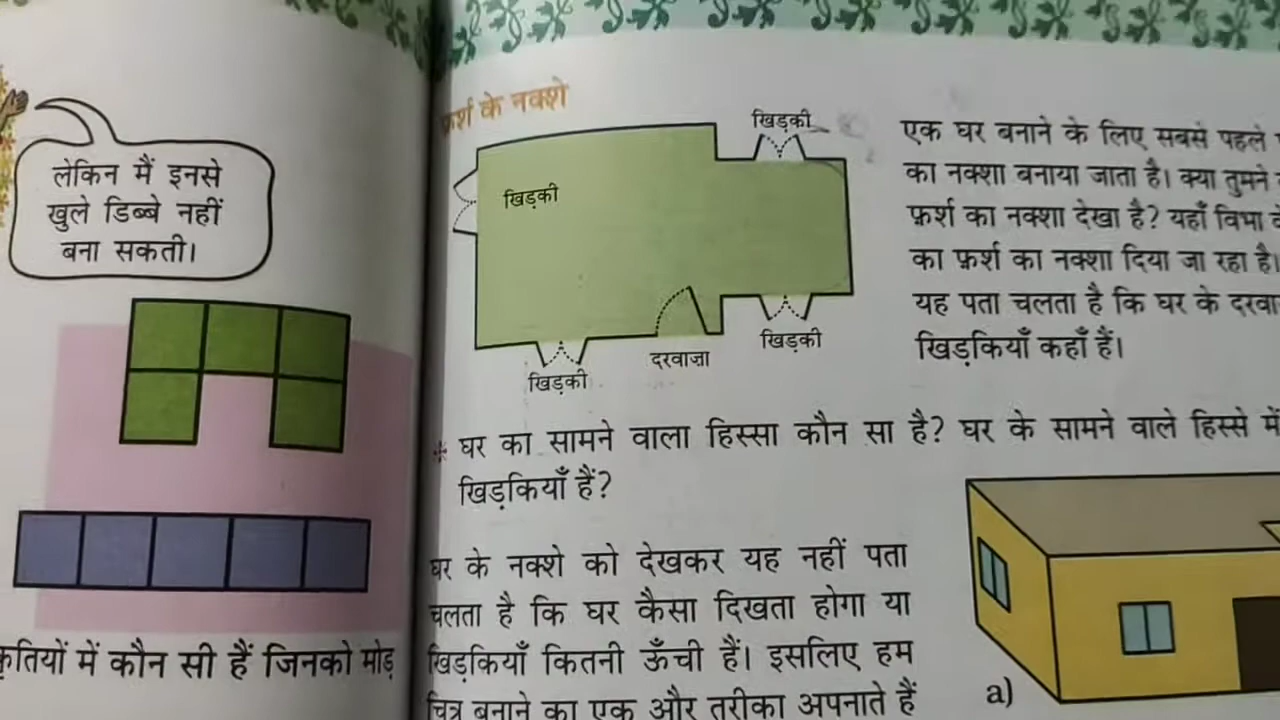 लेकिन मैं इनसे
खुले डिब्बे नहीं
बना सकती।
कृतियों में कौन सी हैं जिनको मोड़
फ़र्श के नक्शे
खिड़की
खिड़की
खिड़की
दरवाज़ा
खिड़की
एक घर बनाने के लिए सबसे पहले
का नक्शा बनाया जाता है। क्या तुमने
फ़र्श का नक्शा देखा है? यहाँ विभा
का फ़र्श का नक्शा दिया जा रहा है।
यह पता चलता है कि घर के दरवा
खिड़कियाँ कहाँ हैं।
* घर का सामने वाला हिस्सा कौन सा है? घर के सामने वाले हिस्से में
खिड़कियाँ हैं?
घर के नक्शे को देखकर यह नहीं पता
चलता है कि घर कैसा दिखता होगा या
खिड़कियाँ कितनी ऊँची हैं। इसलिए हम
चित्र बनाने का एक और तरीका अपनाते हैं
a)